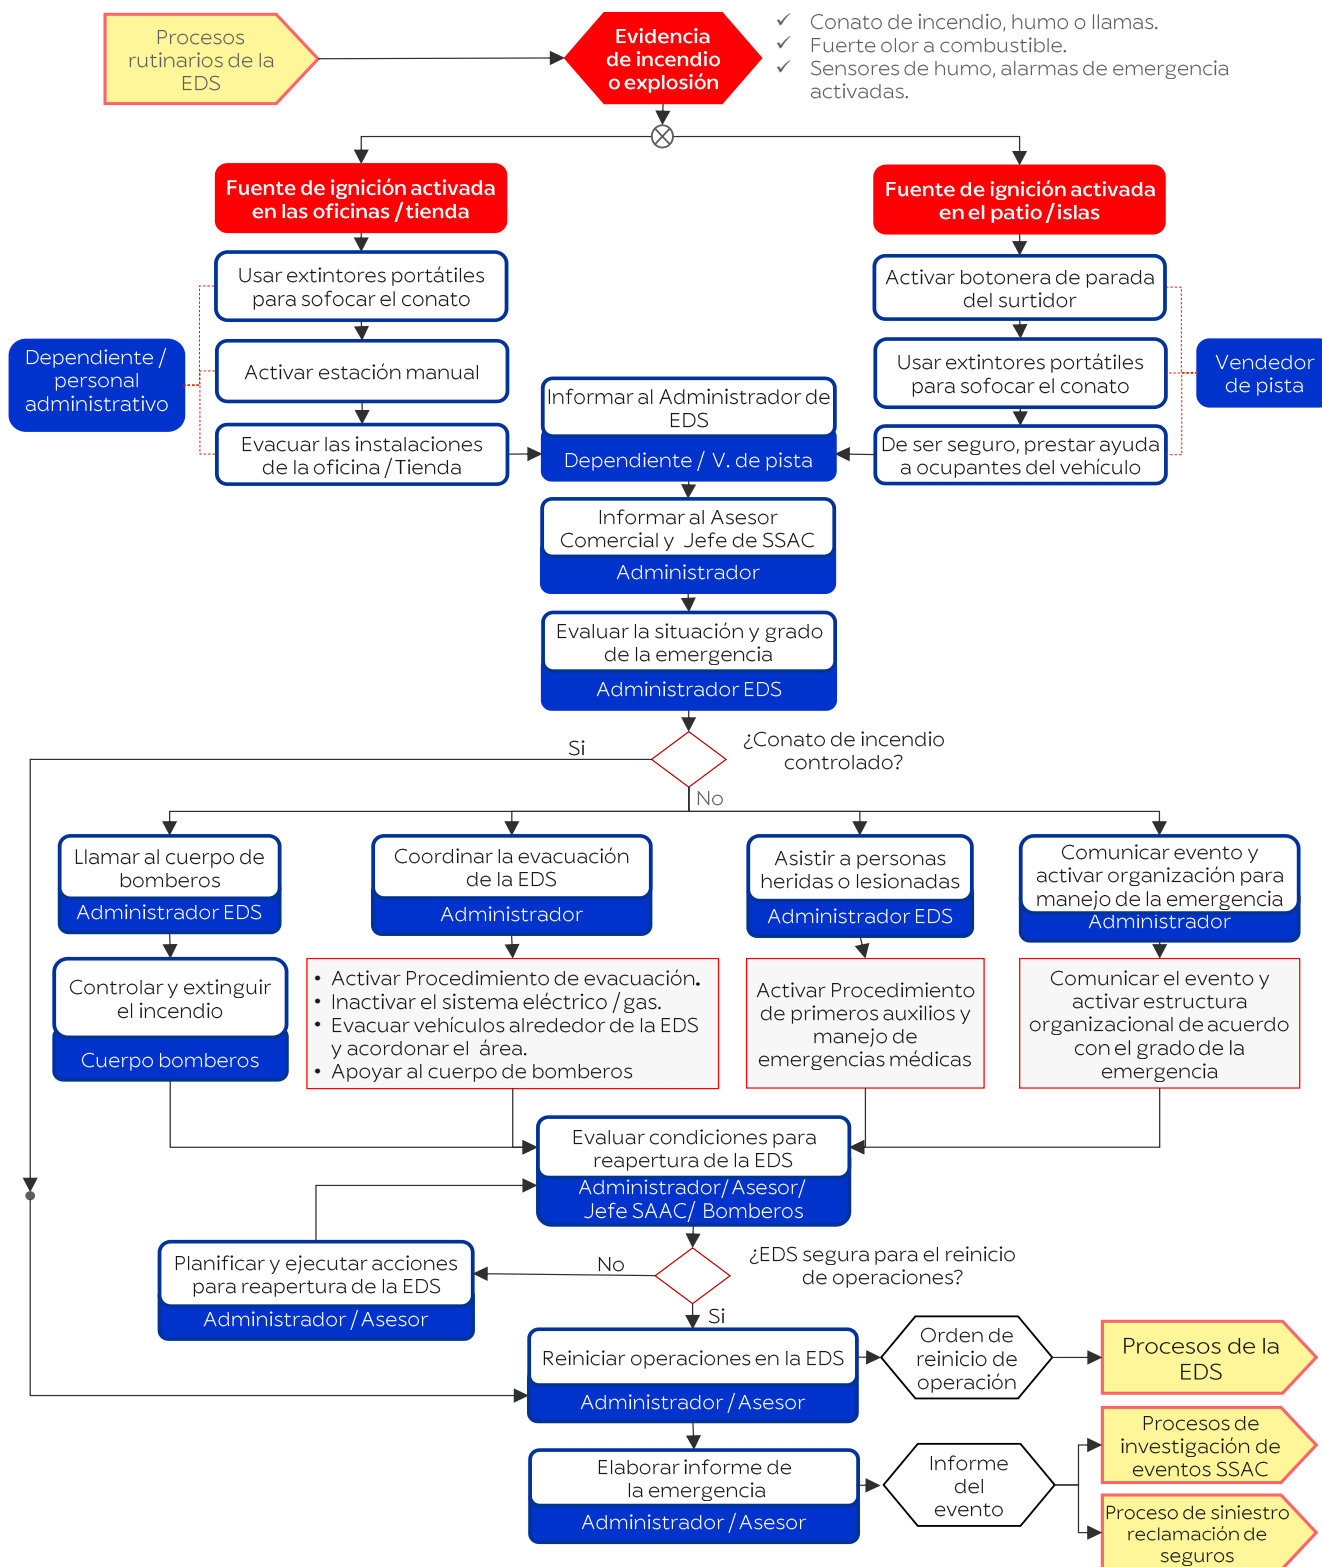 Procesos
rutinarios de la
EDS
Evidencia
de incendio
o explosión
✓ Conato de incendio, humo o llamas.
✓ Fuerte olor a combustible.
✓ Sensores de humo, alarmas de emergencia
activadas.
Fuente de ignición activada
en las oficinas / tienda
Fuente de ignición activada
en el patio / islas
Usar extintores portátiles
para sofocar el conato
Activar estación manual
Evacuar las instalaciones
de la oficina / Tienda
Dependiente /
personal
administrativo
Activar botonera de parada
del surtidor
Usar extintores portátiles
para sofocar el conato
De ser seguro, prestar ayuda
a ocupantes del vehículo
Vendedor
de pista
Informar al Administrador de
EDS
Dependiente / V. de pista
Informar al Asesor
Comercial y Jefe de SSAC
Administrador
Evaluar la situación y grado
de la emergencia
Administrador EDS
¿Conato de incendio
controlado?
Si
No
Llamar al cuerpo de
bomberos
Administrador EDS
Coordinar la evacuación
de la EDS
Administrador
Asistir a personas
heridas o lesionadas
Administrador EDS
Comunicar evento y
activar organización para
manejo de la emergencia
Administrador
Controlar y extinguir
el incendio
Cuerpo bomberos
• Activar Procedimiento de evacuación.
• Inactivar el sistema eléctrico / gas.
• Evacuar vehículos alrededor de la EDS
y acordonar el área.
• Apoyar al cuerpo de bomberos
Activar Procedimiento
de primeros auxilios y
manejo de
emergencias médicas
Comunicar el evento y
activar estructura
organizacional de acuerdo
con el grado de la
emergencia
Evaluar condiciones para
reapertura de la EDS
Administrador/ Asesor/
Jefe SAAC/ Bomberos
¿EDS segura para el reinicio
de operaciones?
No
Si
Planificar y ejecutar acciones
para reapertura de la EDS
Administrador / Asesor
Reiniciar operaciones en la EDS
Administrador / Asesor
Orden de
reinicio de
operación
Procesos de la
EDS
Elaborar informe de
la emergencia
Administrador / Asesor
Informe
del
evento
Procesos de
investigación de
eventos SSAC
Proceso de siniestro
reclamación de
seguros